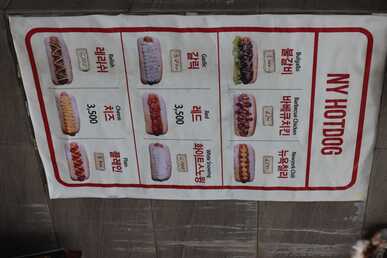 NY HOTDOG
Bulgalbi Barbecue Chicken Newyork Chili
불갈비 바베큐치킨 뉴욕칠리
Garlic Red White Snowing
갈릭 레드 화이트스노윙
3,500
Relish Cheese Plain
레리쉬 치즈 플레인
3,500